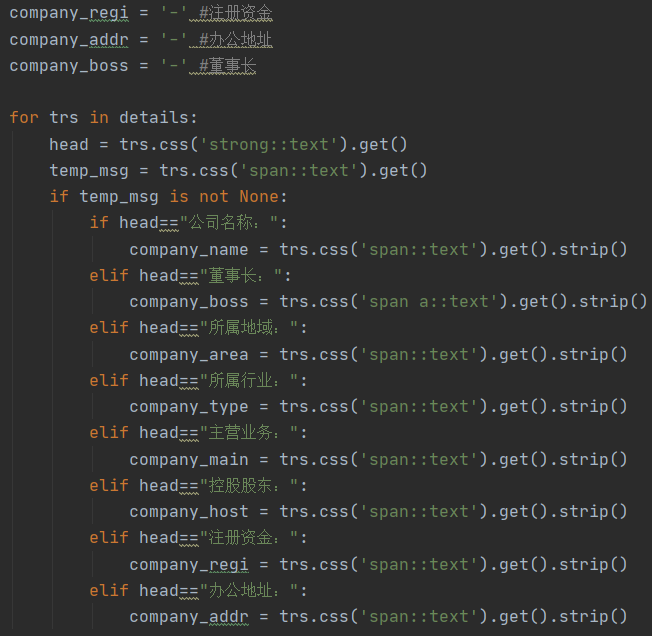 company_regi = '-' #注册资金
company_addr = '-' #办公地址
company_boss = '-' #董事长
for trs in details:
head = trs.css('strong::text').get()
temp_msg = trs.css('span::text').get()
if temp_msg is not None:
if head=="公司名称：":
company_name = trs.css('span::text').get().strip()
elif head=="董事长：":
company_boss = trs.css('span a::text').get().strip()
elif head=="所属地域：":
company_area = trs.css('span::text').get().strip()
elif head=="所属行业：":
company_type = trs.css('span::text').get().strip()
elif head=="主营业务：":
company_main = trs.css('span::text').get().strip()
elif head=="控股股东：":
company_host = trs.css('span::text').get().strip()
elif head=="注册资金：":
company_regi = trs.css('span::text').get().strip()
elif head=="办公地址：":
company_addr = trs.css('span::text').get().strip()